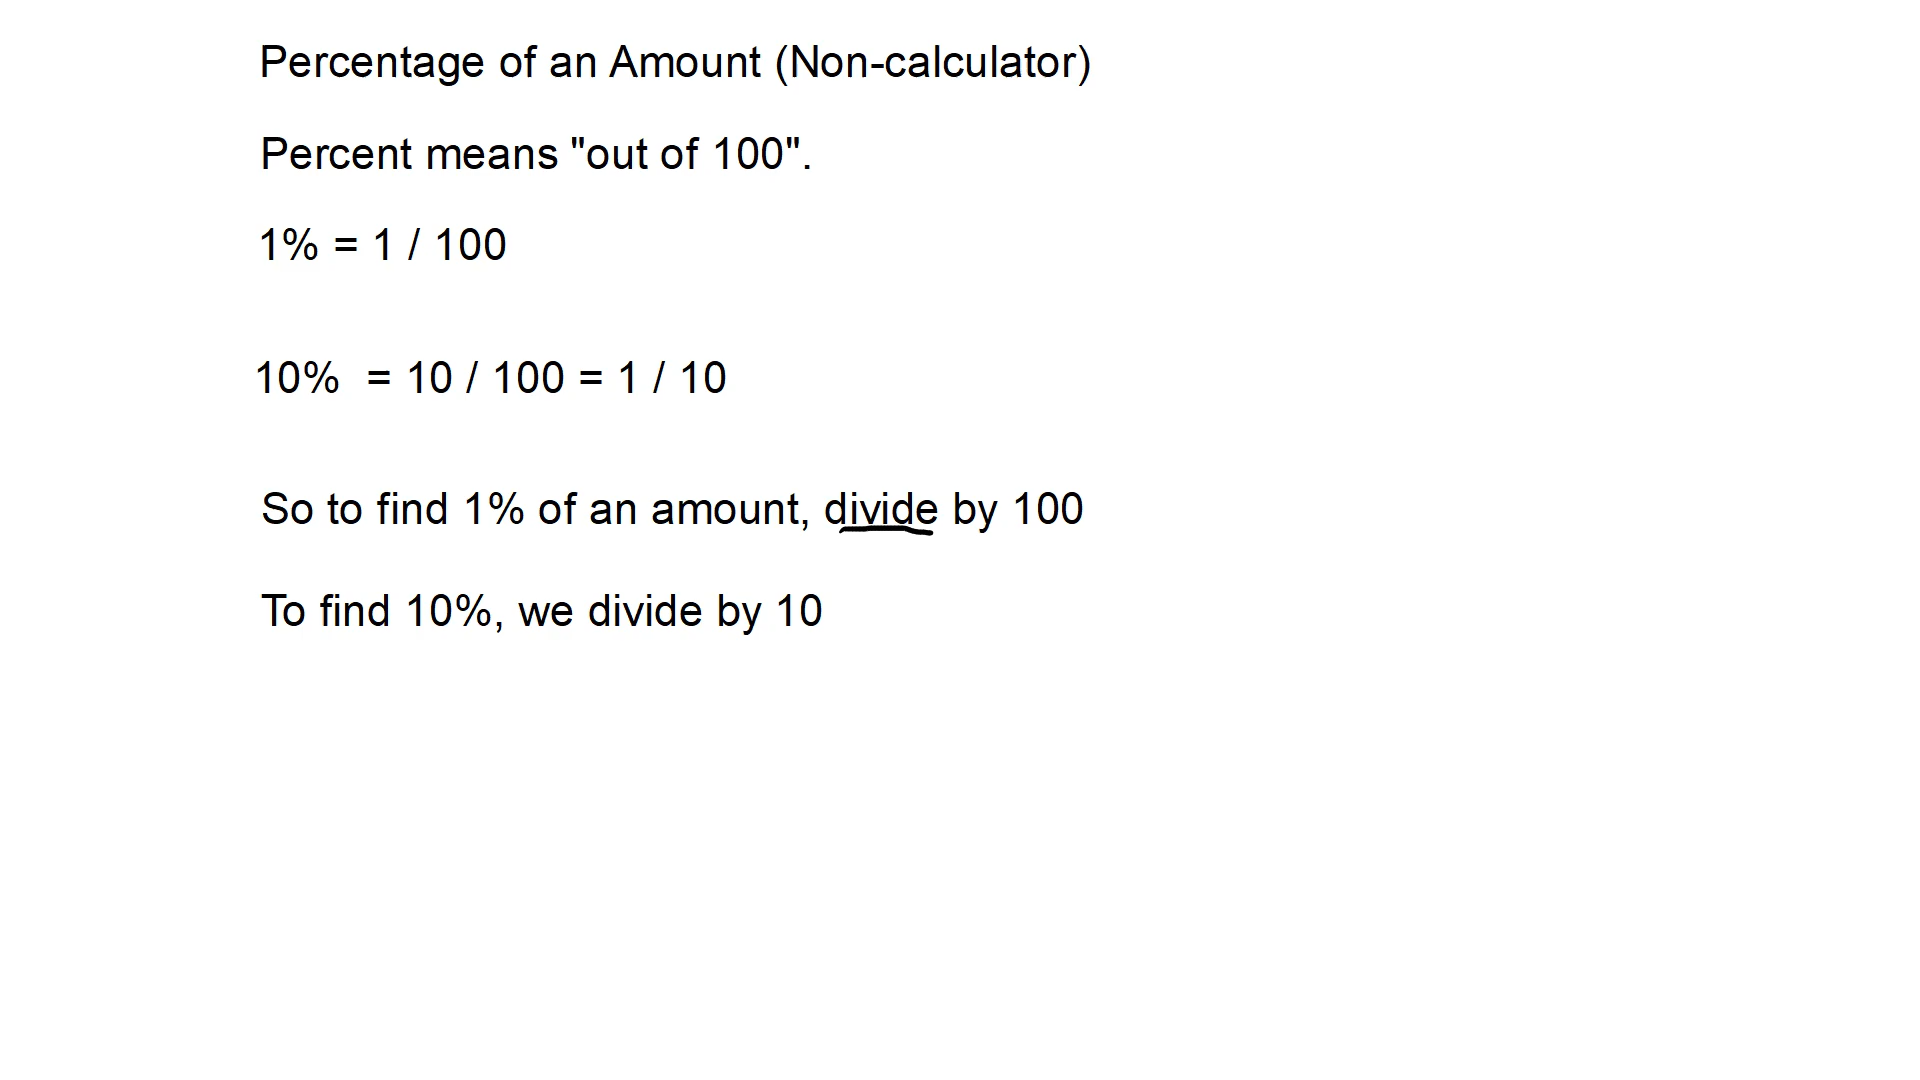 Percentage of an Amount (Non-calculator)
Percent means "out of 100".
1% = 1 / 100
10%  = 10 / 100 = 1 / 10
So to find 1% of an amount, divide by 100
To find 10%, we divide by 10